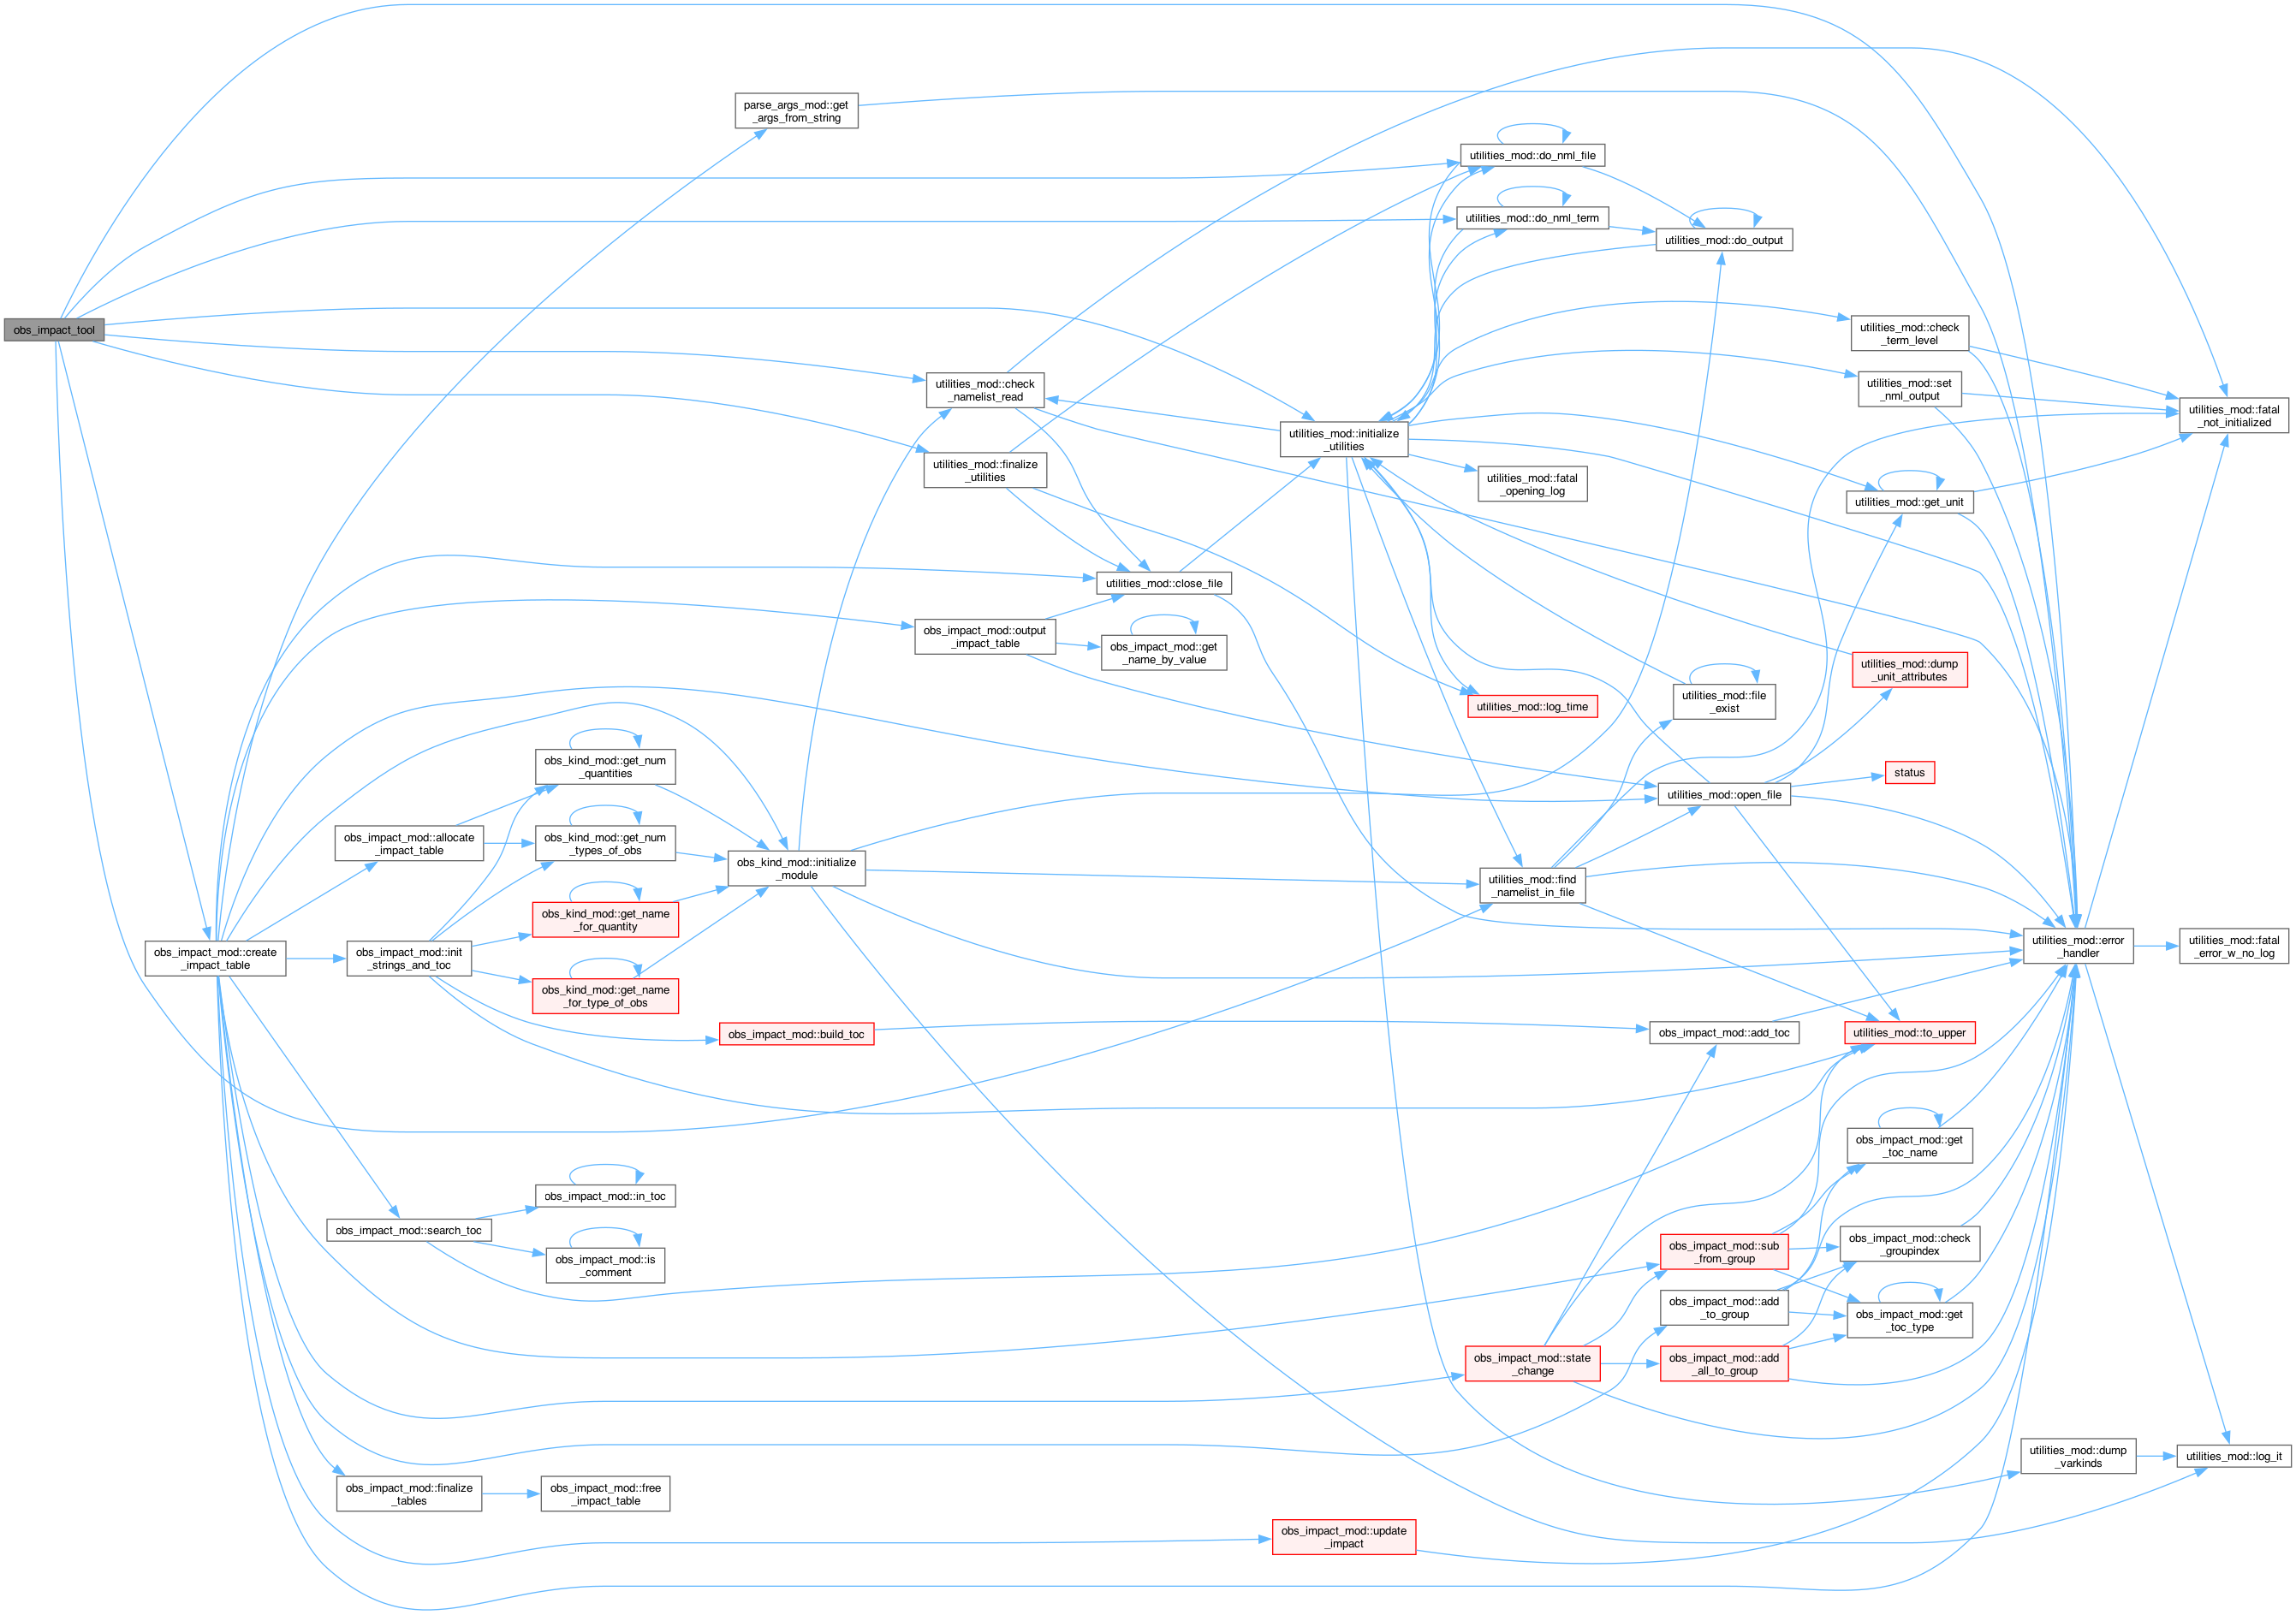 obs_impact_tool
parse_args_mod::get
_args_from_string
utilities_mod::do_nml_file
utilities_mod::do_nml_term
utilities_mod::do_output
utilities_mod::check
_term_level
utilities_mod::set
_nml_output
utilities_mod::fatal
_not_initialized
utilities_mod::check
_namelist_read
utilities_mod::initialize
_utilities
utilities_mod::finalize
_utilities
utilities_mod::fatal
_opening_log
utilities_mod::get_unit
utilities_mod::close_file
obs_impact_mod::output
_impact_table
obs_impact_mod::get
_name_by_value
utilities_mod::dump
_unit_attributes
utilities_mod::file
_exist
utilities_mod::log_time
obs_kind_mod::get_num
_quantities
status
utilities_mod::open_file
obs_impact_mod::allocate
_impact_table
obs_kind_mod::get_num
_types_of_obs
obs_kind_mod::initialize
_module
utilities_mod::find
_namelist_in_file
obs_kind_mod::get_name
_for_quantity
obs_impact_mod::create
_impact_table
obs_impact_mod::init
_strings_and_toc
utilities_mod::error
_handler
utilities_mod::fatal
_error_w_no_log
obs_kind_mod::get_name
_for_type_of_obs
obs_impact_mod::build_toc
obs_impact_mod::add_toc
utilities_mod::to_upper
obs_impact_mod::get
_toc_name
obs_impact_mod::in_toc
obs_impact_mod::search_toc
obs_impact_mod::is
_comment
obs_impact_mod::sub
_from_group
obs_impact_mod::check
_groupindex
obs_impact_mod::add
_to_group
obs_impact_mod::get
_toc_type
obs_impact_mod::state
_change
obs_impact_mod::add
_all_to_group
utilities_mod::dump
_varkinds
utilities_mod::log_it
obs_impact_mod::finalize
_tables
obs_impact_mod::free
_impact_table
obs_impact_mod::update
_impact